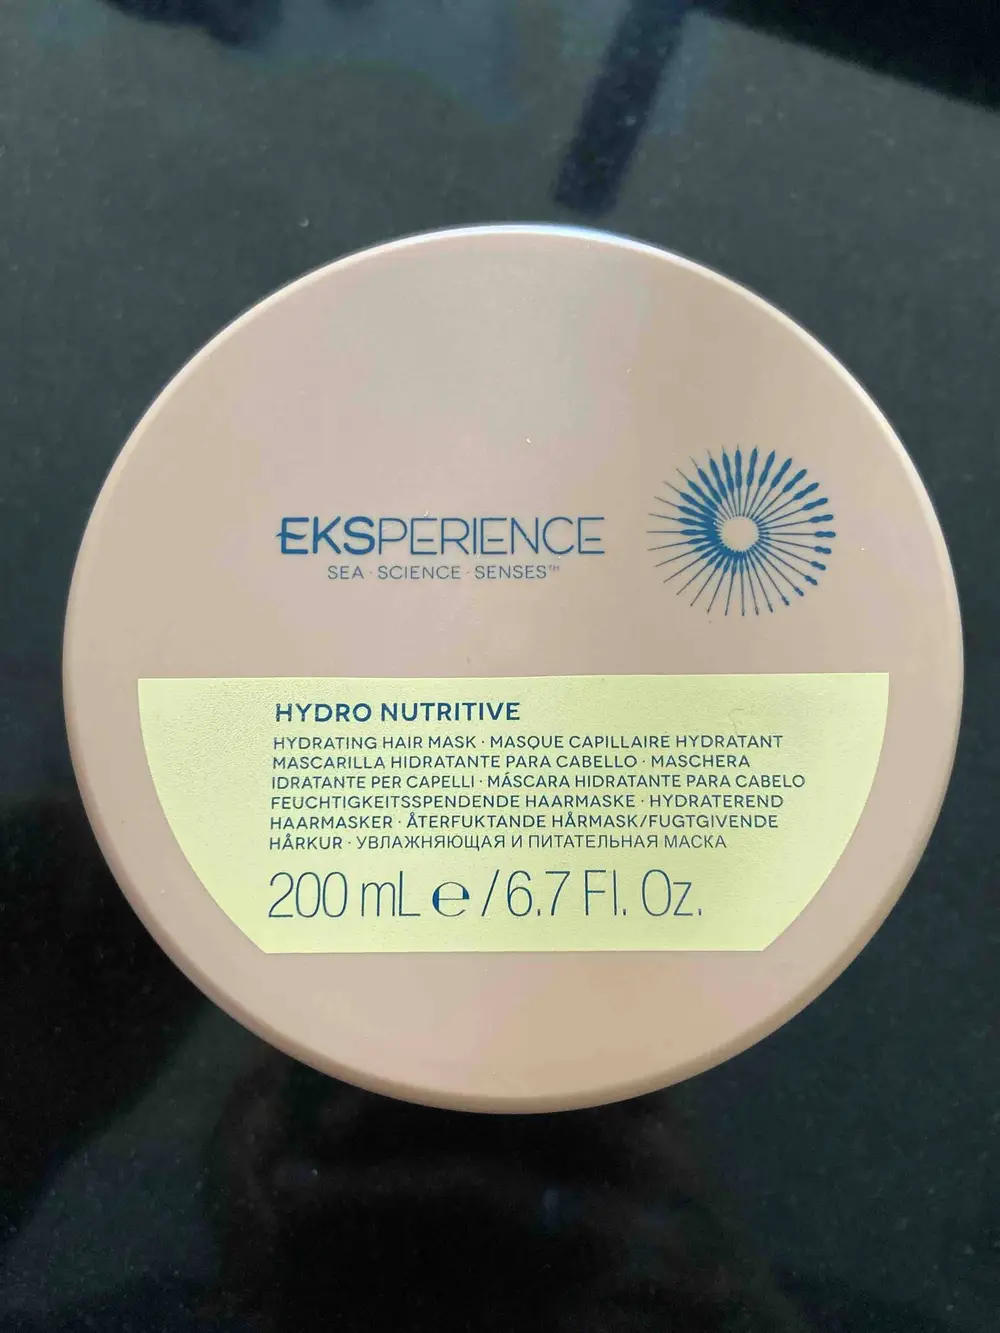 EKSPERIENCE
SEA · SCIENCE · SENSES™
HYDRO NUTRITIVE
HYDRATING HAIR MASK · MASQUE CAPILLAIRE HYDRATANT
MASCARILLA HIDRATANTE PARA CABELLO · MASCHERA
IDRATANTE PER CAPELLI · MÁSCARA HIDRATANTE PARA CABELO
FEUCHTIGKEITSSPENDENDE HAARMASKE · HYDRATEREND
HAARMASKER · ÅTERFUKTANDE HÅRMASK/FUGTGIVENDE
HÅRKUR · УВЛАЖНЯЮЩАЯ И ПИТАТЕЛЬНАЯ МАСКА
200 mL ℮ / 6.7 Fl. Oz.